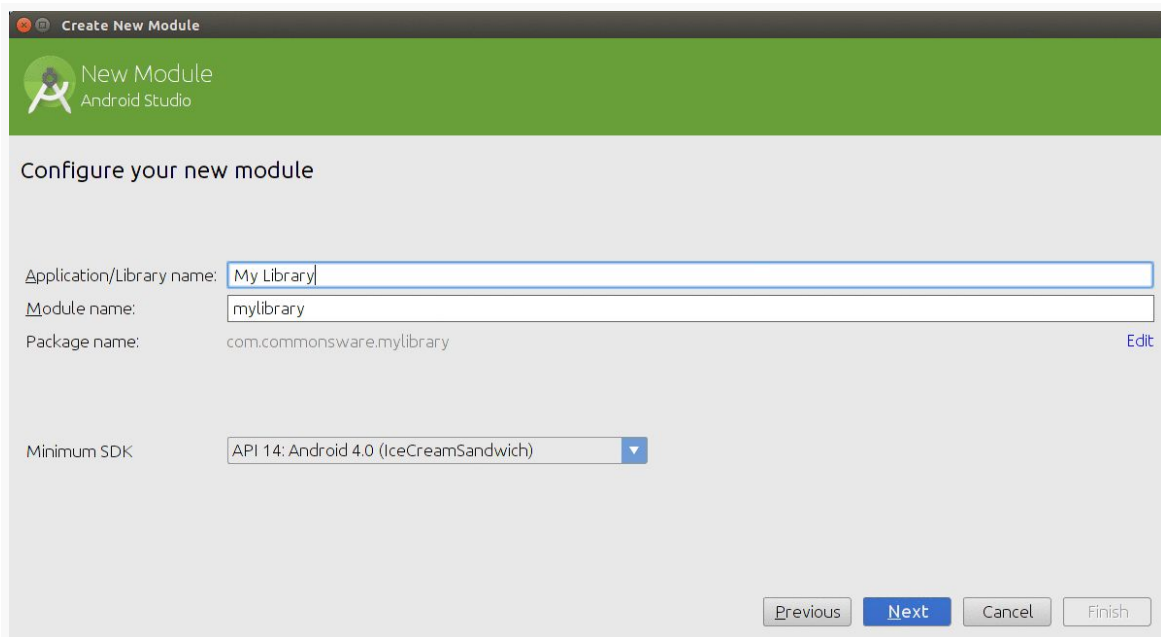 Create New Module
New Module
Android Studio
Configure your new module
Application/Library name: My Library
Module name: mylibrary
Package name: com.commonsware.mylibrary Edit
Minimum SDK API 14: Android 4.0 (IceCreamSandwich)
Previous Next Cancel Finish